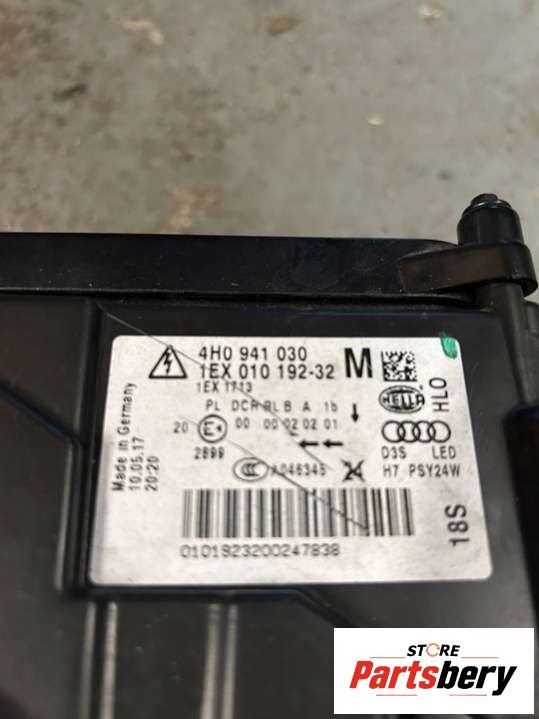 4H0 941 030
1EX 010 192-32 M
1EX 1713
PL DCR RL B A 1b
20 E1 00 00 02 02 01
2899
A046345
HELLA
HLO
D3S LED
H7 PSY24W
18S
Made in Germany
10.05.17
20:20
0101923200247838
STORE
Partsbery